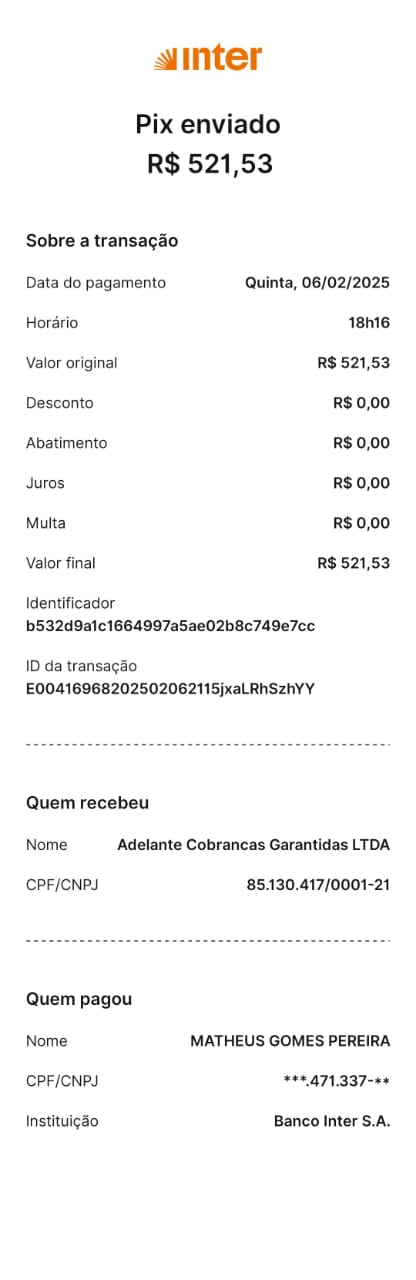 inter
Pix enviado
R$ 521,53
Sobre a transação
Data do pagamento Quinta, 06/02/2025
Horário 18h16
Valor original R$ 521,53
Desconto R$ 0,00
Abatimento R$ 0,00
Juros R$ 0,00
Multa R$ 0,00
Valor final R$ 521,53
Identificador
b532d9a1c1664997a5ae02b8c749e7cc
ID da transação
E00416968202502062115jxaLRhSzhYY
Quem recebeu
Nome Adelante Cobrancas Garantidas LTDA
CPF/CNPJ 85.130.417/0001-21
Quem pagou
Nome MATHEUS GOMES PEREIRA
CPF/CNPJ ***.471.337-**
Instituição Banco Inter S.A.